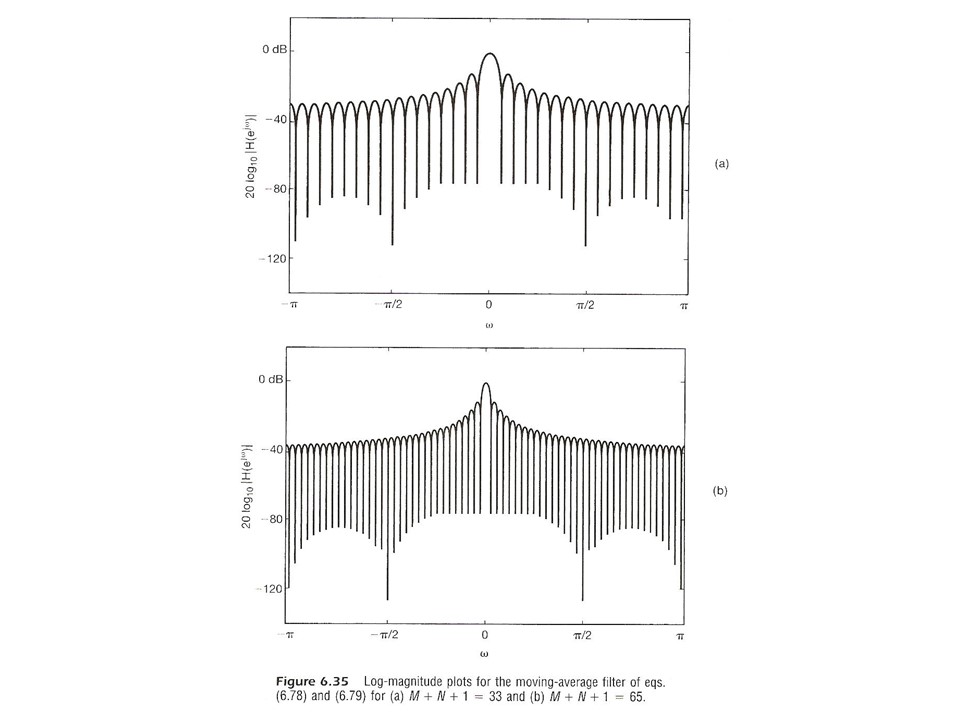 0 dB
−40
−80
−120
20 log₁₀ |H(eʲω)|
−π
−π/2
0
π/2
π
ω
(a)
0 dB
−40
−80
−120
20 log₁₀ |H(eʲω)|
−π
−π/2
0
π/2
π
ω
(b)
Figure 6.35 Log-magnitude plots for the moving-average filter of eqs.
(6.78) and (6.79) for (a) M + N + 1 = 33 and (b) M + N + 1 = 65.